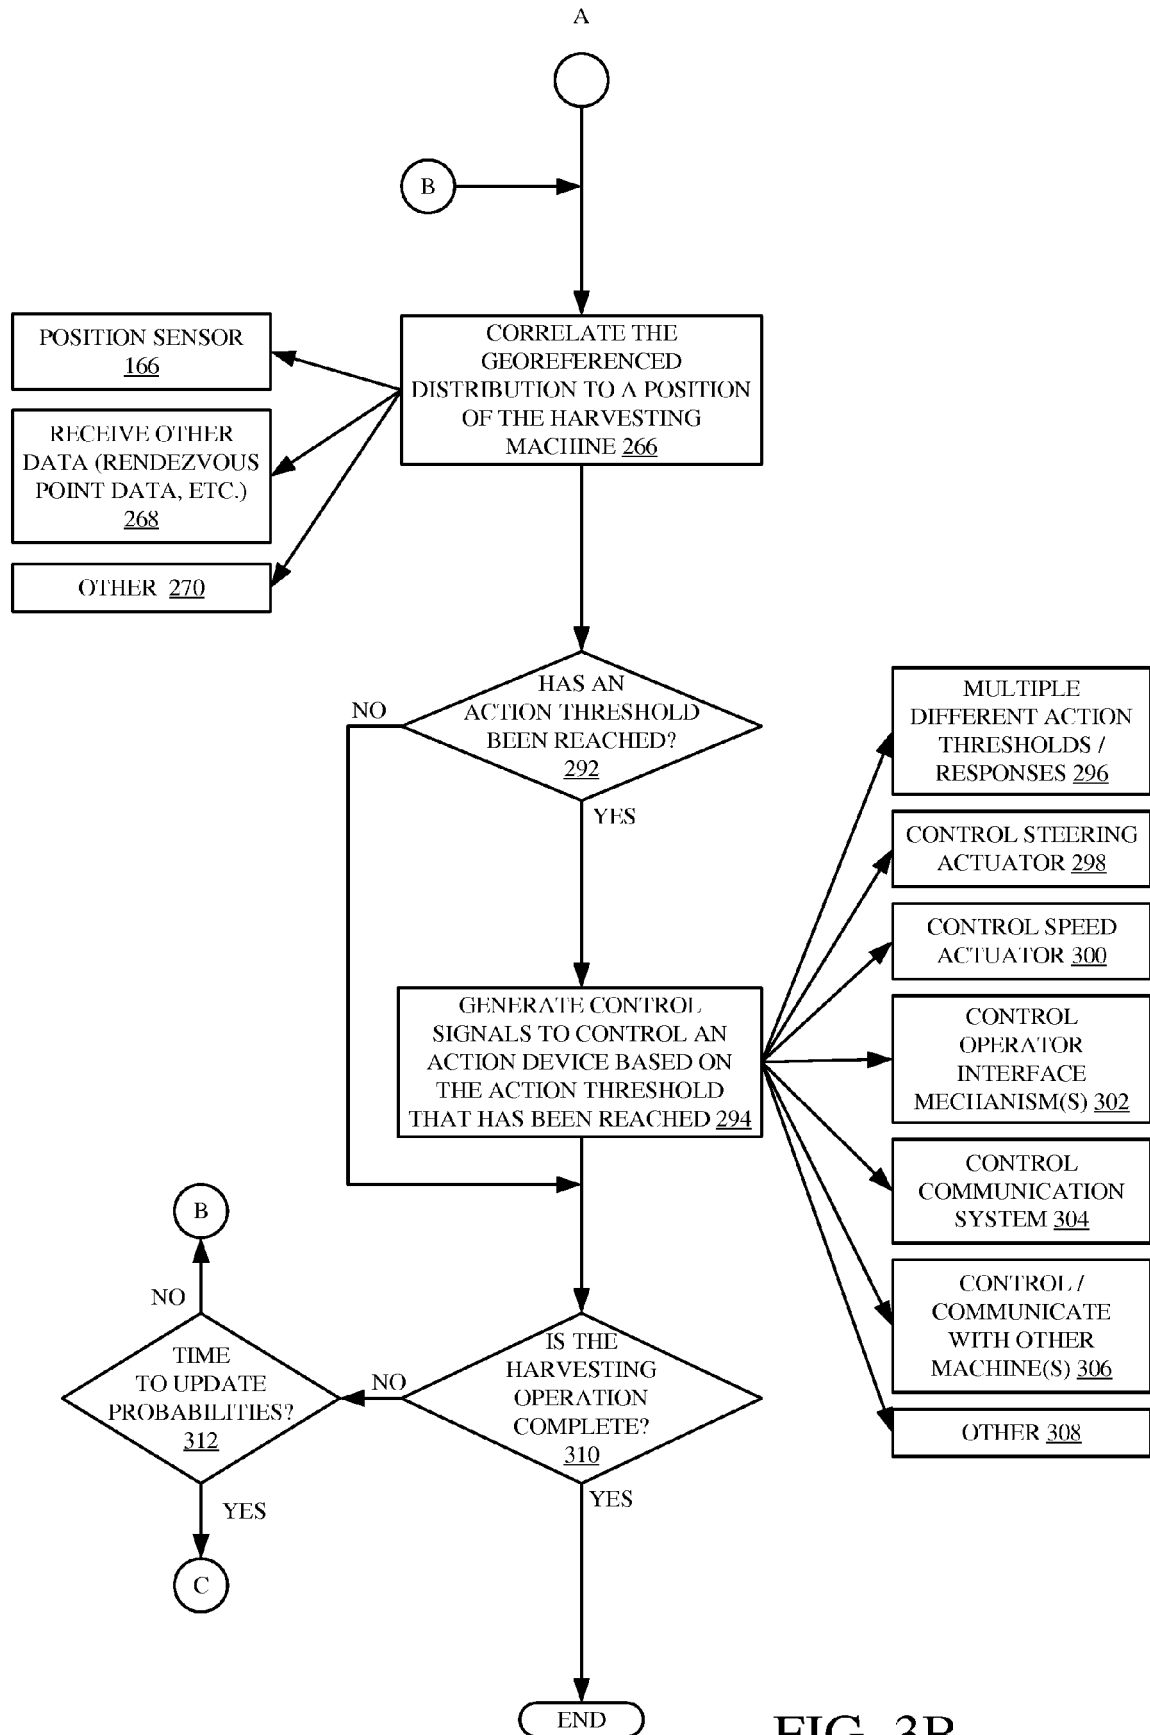 A
B
POSITION SENSOR
166
RECEIVE OTHER
DATA (RENDEZVOUS
POINT DATA, ETC.)
268
OTHER 270
CORRELATE THE
GEOREFERENCED
DISTRIBUTION TO A POSITION
OF THE HARVESTING
MACHINE 266
HAS AN
ACTION THRESHOLD
BEEN REACHED?
292
NO
YES
GENERATE CONTROL
SIGNALS TO CONTROL AN
ACTION DEVICE BASED ON
THE ACTION THRESHOLD
THAT HAS BEEN REACHED 294
MULTIPLE
DIFFERENT ACTION
THRESHOLDS /
RESPONSES 296
CONTROL STEERING
ACTUATOR 298
CONTROL SPEED
ACTUATOR 300
CONTROL
OPERATOR
INTERFACE
MECHANISM(S) 302
CONTROL
COMMUNICATION
SYSTEM 304
CONTROL /
COMMUNICATE
WITH OTHER
MACHINE(S) 306
OTHER 308
IS THE
HARVESTING
OPERATION
COMPLETE?
310
NO
YES
TIME
TO UPDATE
PROBABILITIES?
312
NO
B
YES
C
END
FIG. 3B